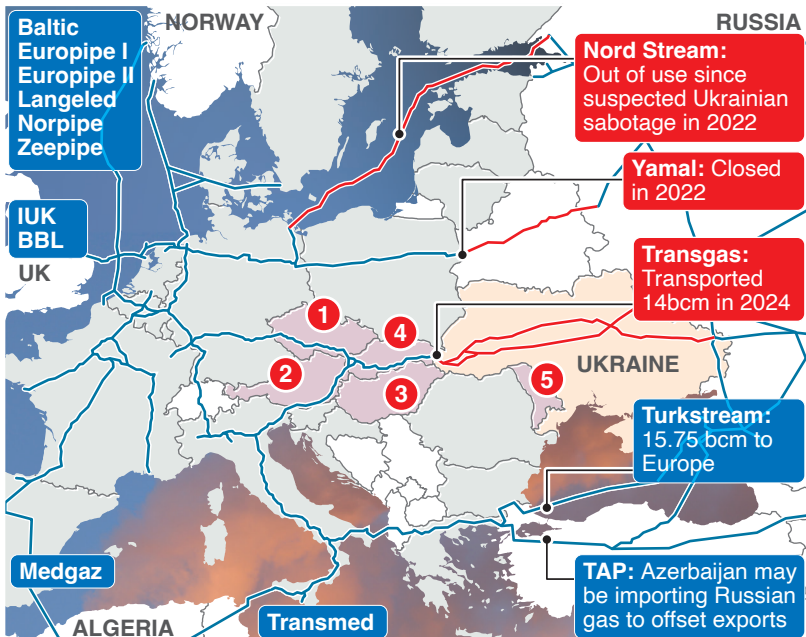 Baltic
Europipe I
Europipe II
Langeled
Norpipe
Zeepipe
NORWAY
RUSSIA
Nord Stream:
Out of use since
suspected Ukrainian
sabotage in 2022
Yamal: Closed
in 2022
IUK
BBL
UK
Transgas:
Transported
14bcm in 2024
1
4
2
3
5
UKRAINE
Turkstream:
15.75 bcm to
Europe
Medgaz
Transmed
ALGERIA
TAP: Azerbaijan may
be importing Russian
gas to offset exports